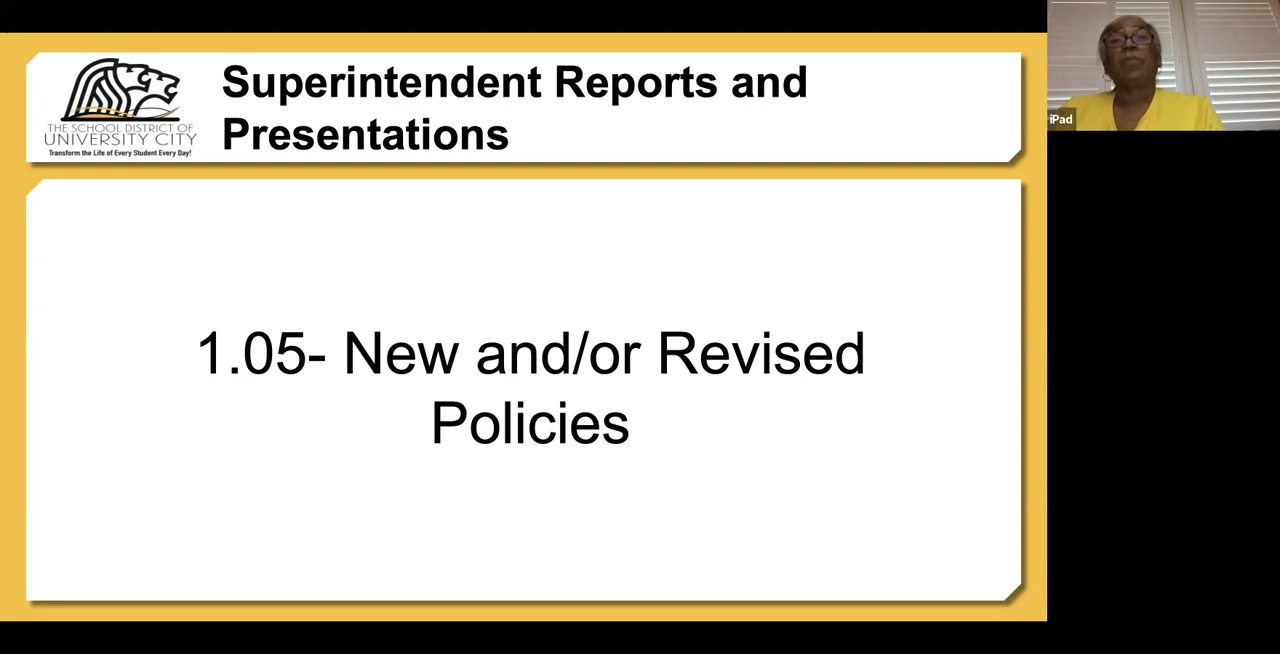 Superintendent Reports and
Presentations
THE SCHOOL DISTRICT OF
UNIVERSITY CITY
Transform the Life of Every Student Every Day!
1.05- New and/or Revised
Policies
iPad